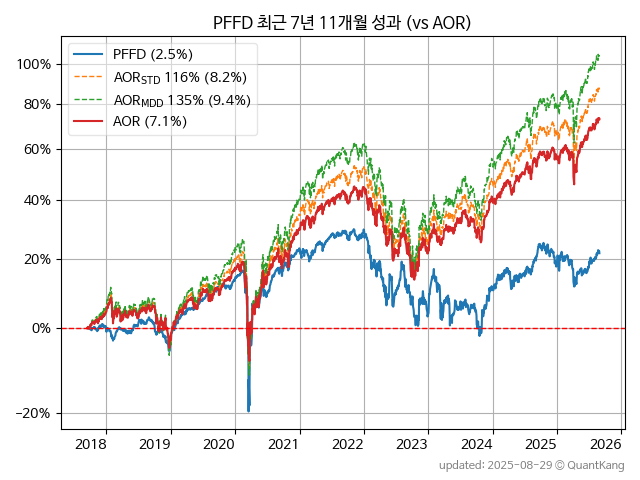 PFFD 최근 7년 11개월 성과 (vs AOR)
PFFD (2.5%)
AOR_STD 116% (8.2%)
AOR_MDD 135% (9.4%)
AOR (7.1%)
100%
80%
60%
40%
20%
0%
−20%
2018 2019 2020 2021 2022 2023 2024 2025 2026
updated: 2025-08-29 ⓒ QuantKang